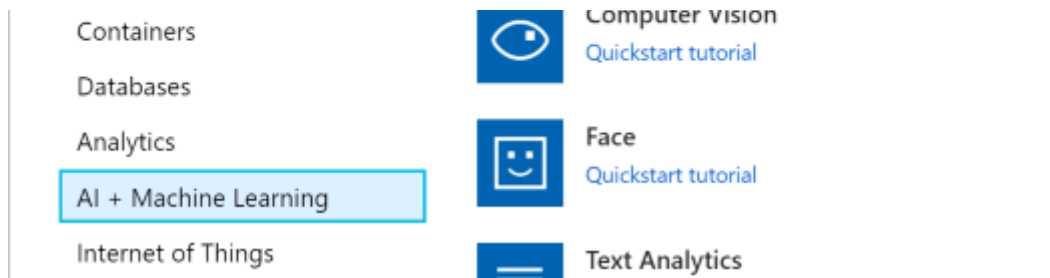 Containers
Databases
Analytics
AI + Machine Learning
Internet of Things
Computer Vision
Quickstart tutorial
Face
Quickstart tutorial
Text Analytics